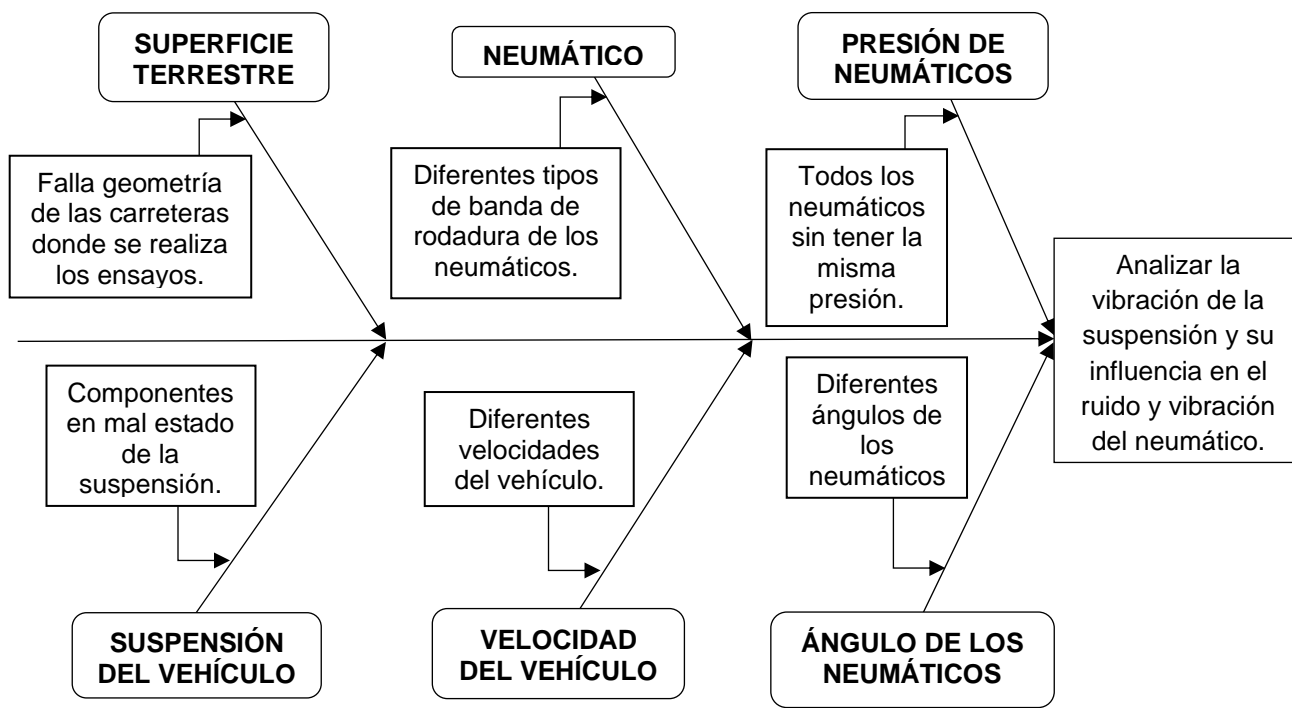 SUPERFICIE
TERRESTRE
NEUMÁTICO
PRESIÓN DE
NEUMÁTICOS
Falla geometría
de las carreteras
donde se realiza
los ensayos.
Diferentes tipos
de banda de
rodadura de los
neumáticos.
Todos los
neumáticos
sin tener la
misma
presión.
Analizar la
vibración de la
suspensión y su
influencia en el
ruido y vibración
del neumático.
Componentes
en mal estado
de la
suspensión.
Diferentes
velocidades
del vehículo.
Diferentes
ángulos de
los
neumáticos
SUSPENSIÓN
DEL VEHÍCULO
VELOCIDAD
DEL VEHÍCULO
ÁNGULO DE LOS
NEUMÁTICOS